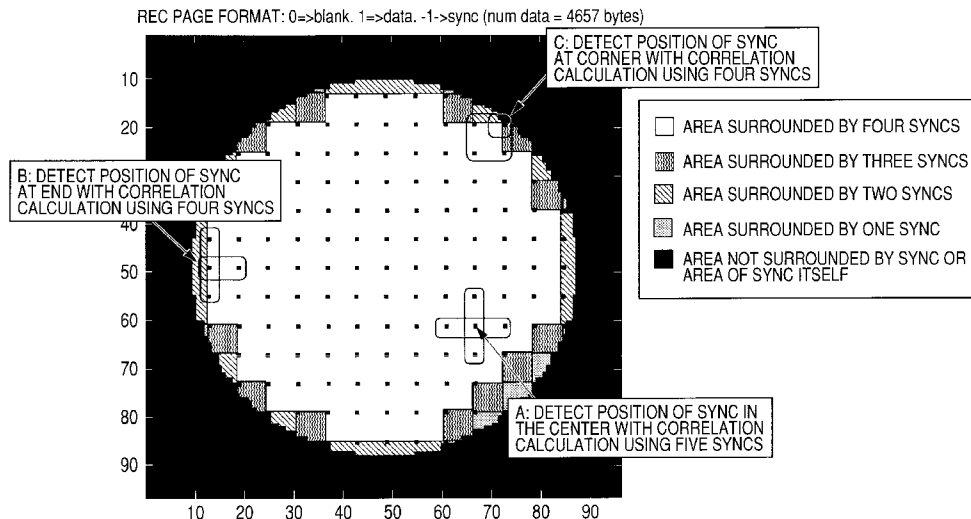 REC PAGE FORMAT: 0=>blank. 1=>data. -1->sync (num data = 4657 bytes)
C: DETECT POSITION OF SYNC
AT CORNER WITH CORRELATION
CALCULATION USING FOUR SYNCS
B: DETECT POSITION OF SYNC
AT END WITH CORRELATION
CALCULATION USING FOUR SYNCS
A: DETECT POSITION OF SYNC IN
THE CENTER WITH CORRELATION
CALCULATION USING FIVE SYNCS
AREA SURROUNDED BY FOUR SYNCS
AREA SURROUNDED BY THREE SYNCS
AREA SURROUNDED BY TWO SYNCS
AREA SURROUNDED BY ONE SYNC
AREA NOT SURROUNDED BY SYNC OR
AREA OF SYNC ITSELF
10
20
40
50
60
70
80
90
10 20 30 40 50 60 70 80 90